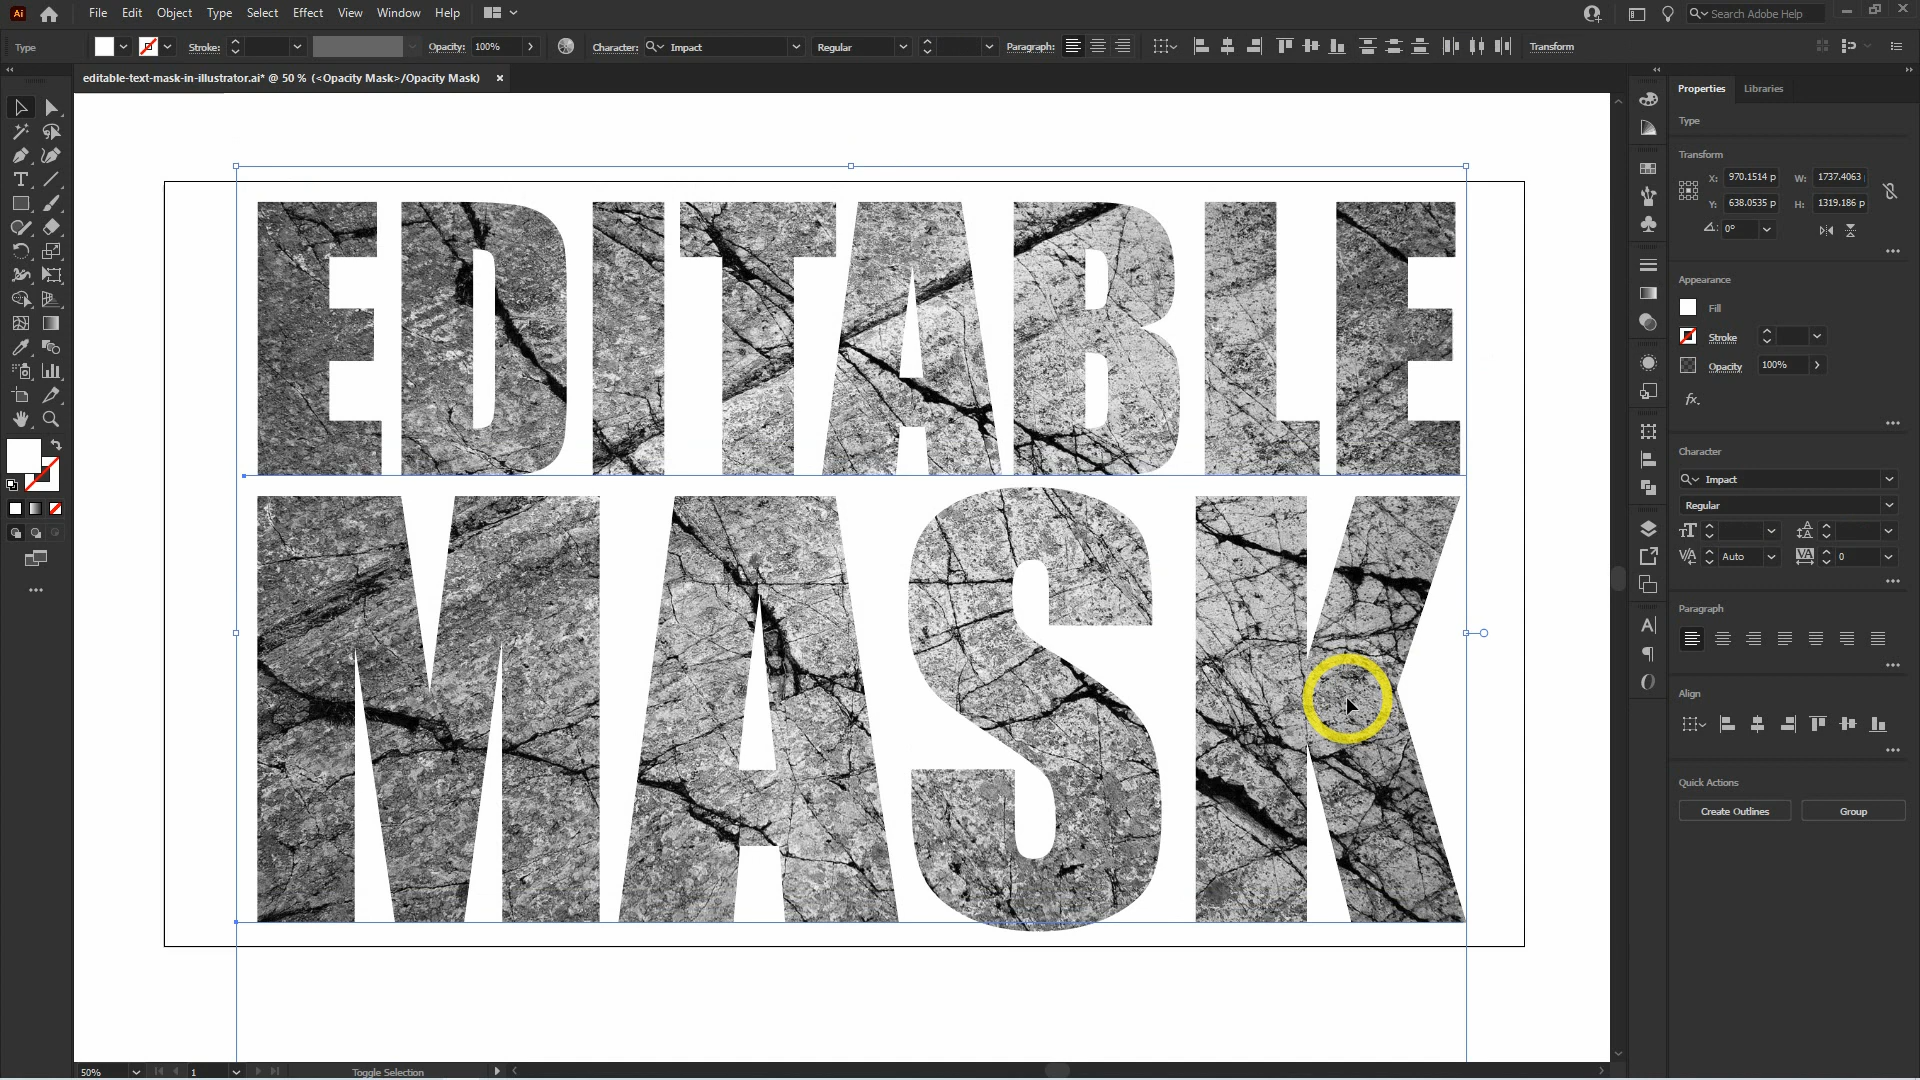 Ai File Edit Object Type Select Effect View Window Help Search Adobe Help
Type Stroke: Opacity: 100% Character: Impact Regular Paragraph: Transform
editable-text-mask-in-illustrator.ai* @ 50 % (<Opacity Mask>/Opacity Mask)
EDITABLE
MASK
Properties Libraries
Type
Transform
X: 970.1514 p W: 1737.4063
Y: 638.0535 p H: 1319.186 p
0°
Appearance
Fill
Stroke
Opacity 100%
fx.
Character
Impact
Regular
Auto 0
Paragraph
Align
Quick Actions
Create Outlines Group
50% 1 Toggle Selection